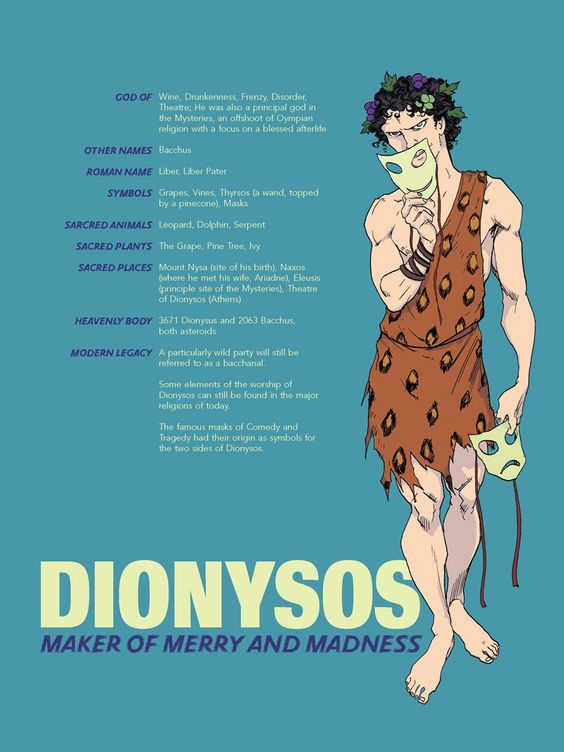 GOD OF Wine, Drunkenness, Frenzy, Disorder,
Theatre; He was also a principal god in
the Mysteries, an offshoot of Oympian
religion with a focus on a blessed afterlife
OTHER NAMES Bacchus
ROMAN NAME Liber, Liber Pater
SYMBOLS Grapes, Vines, Thyrsos (a wand, topped
by a pinecone), Masks
SARCRED ANIMALS Leopard, Dolphin, Serpent
SACRED PLANTS The Grape, Pine Tree, Ivy
SACRED PLACES Mount Nysa (site of his birth), Naxos
(where he met his wife, Ariadne), Eleusis
(principle site of the Mysteries), Theatre
of Dionysos (Athens)
HEAVENLY BODY 3671 Dionysus and 2063 Bacchus,
both asteroids
MODERN LEGACY A particularly wild party will still be
referred to as a bacchanal.
Some elements of the worship of
Dionysos can still be found in the major
religions of today.
The famous masks of Comedy and
Tragedy had their origin as symbols for
the two sides of Dionysos.
DIONYSOS
MAKER OF MERRY AND MADNESS